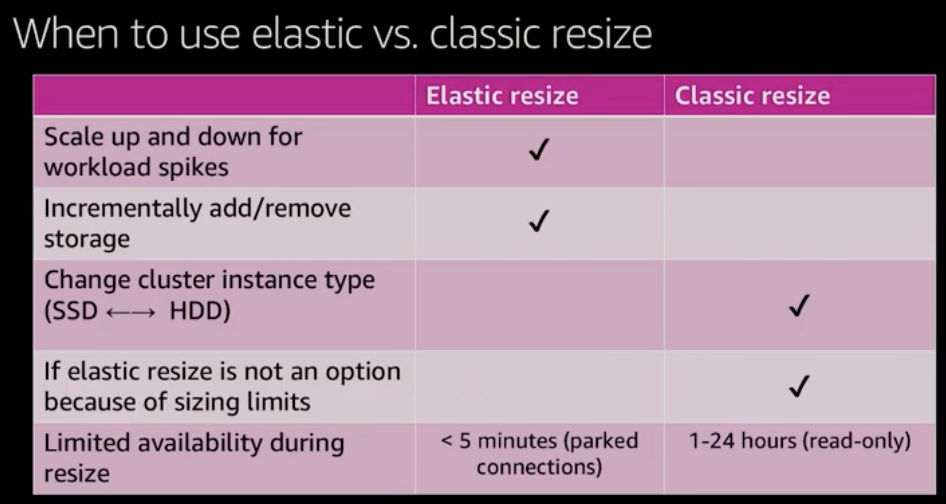 When to use elastic vs. classic resize
Elastic resize
Classic resize
Scale up and down for
workload spikes
✓
Incrementally add/remove
storage
✓
Change cluster instance type
(SSD ←→ HDD)
✓
If elastic resize is not an option
because of sizing limits
✓
Limited availability during
resize
< 5 minutes (parked
connections)
1-24 hours (read-only)